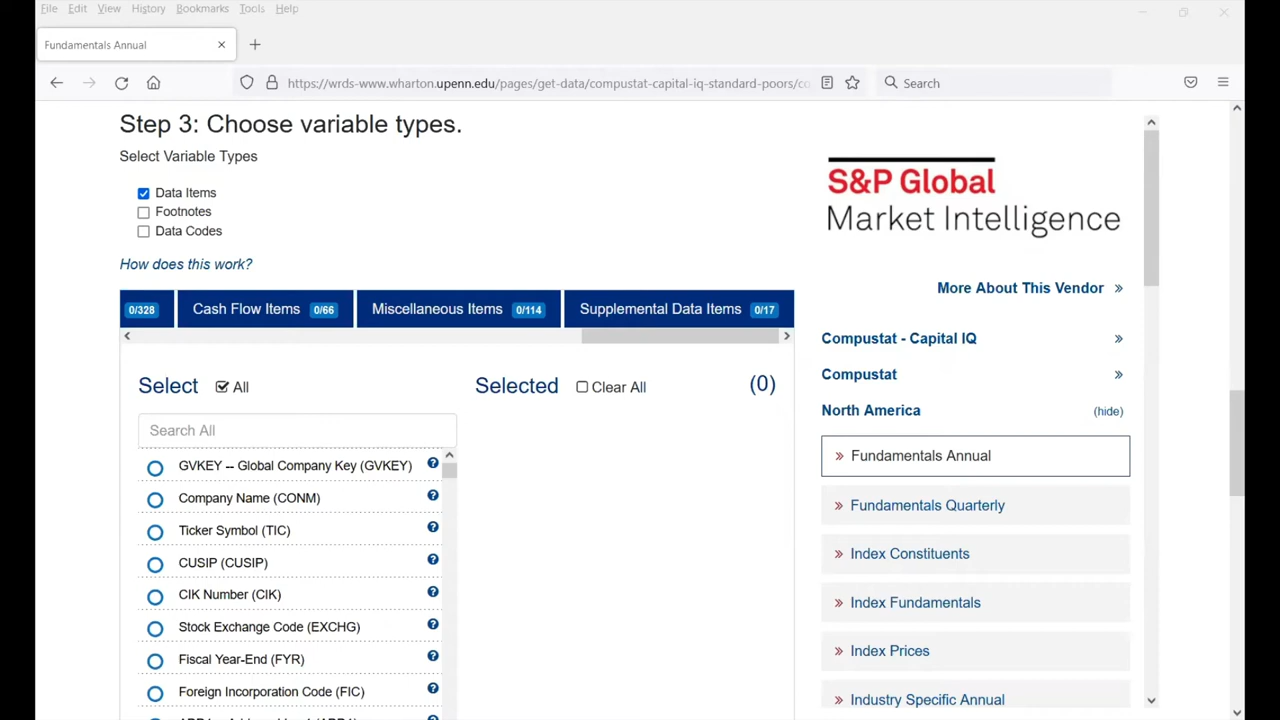 File Edit View History Bookmarks Tools Help
Fundamentals Annual
https://wrds-www.wharton.upenn.edu/pages/get-data/compustat-capital-iq-standard-poors/co
Search
Step 3: Choose variable types.
Select Variable Types
Data Items
Footnotes
Data Codes
How does this work?
0/328 Cash Flow Items 0/66 Miscellaneous Items 0/114 Supplemental Data Items 0/17
Select All Selected Clear All (0)
Search All
GVKEY -- Global Company Key (GVKEY)
Company Name (CONM)
Ticker Symbol (TIC)
CUSIP (CUSIP)
CIK Number (CIK)
Stock Exchange Code (EXCHG)
Fiscal Year-End (FYR)
Foreign Incorporation Code (FIC)
S&P Global
Market Intelligence
More About This Vendor »
Compustat - Capital IQ »
Compustat »
North America (hide)
» Fundamentals Annual
» Fundamentals Quarterly
» Index Constituents
» Index Fundamentals
» Index Prices
» Industry Specific Annual